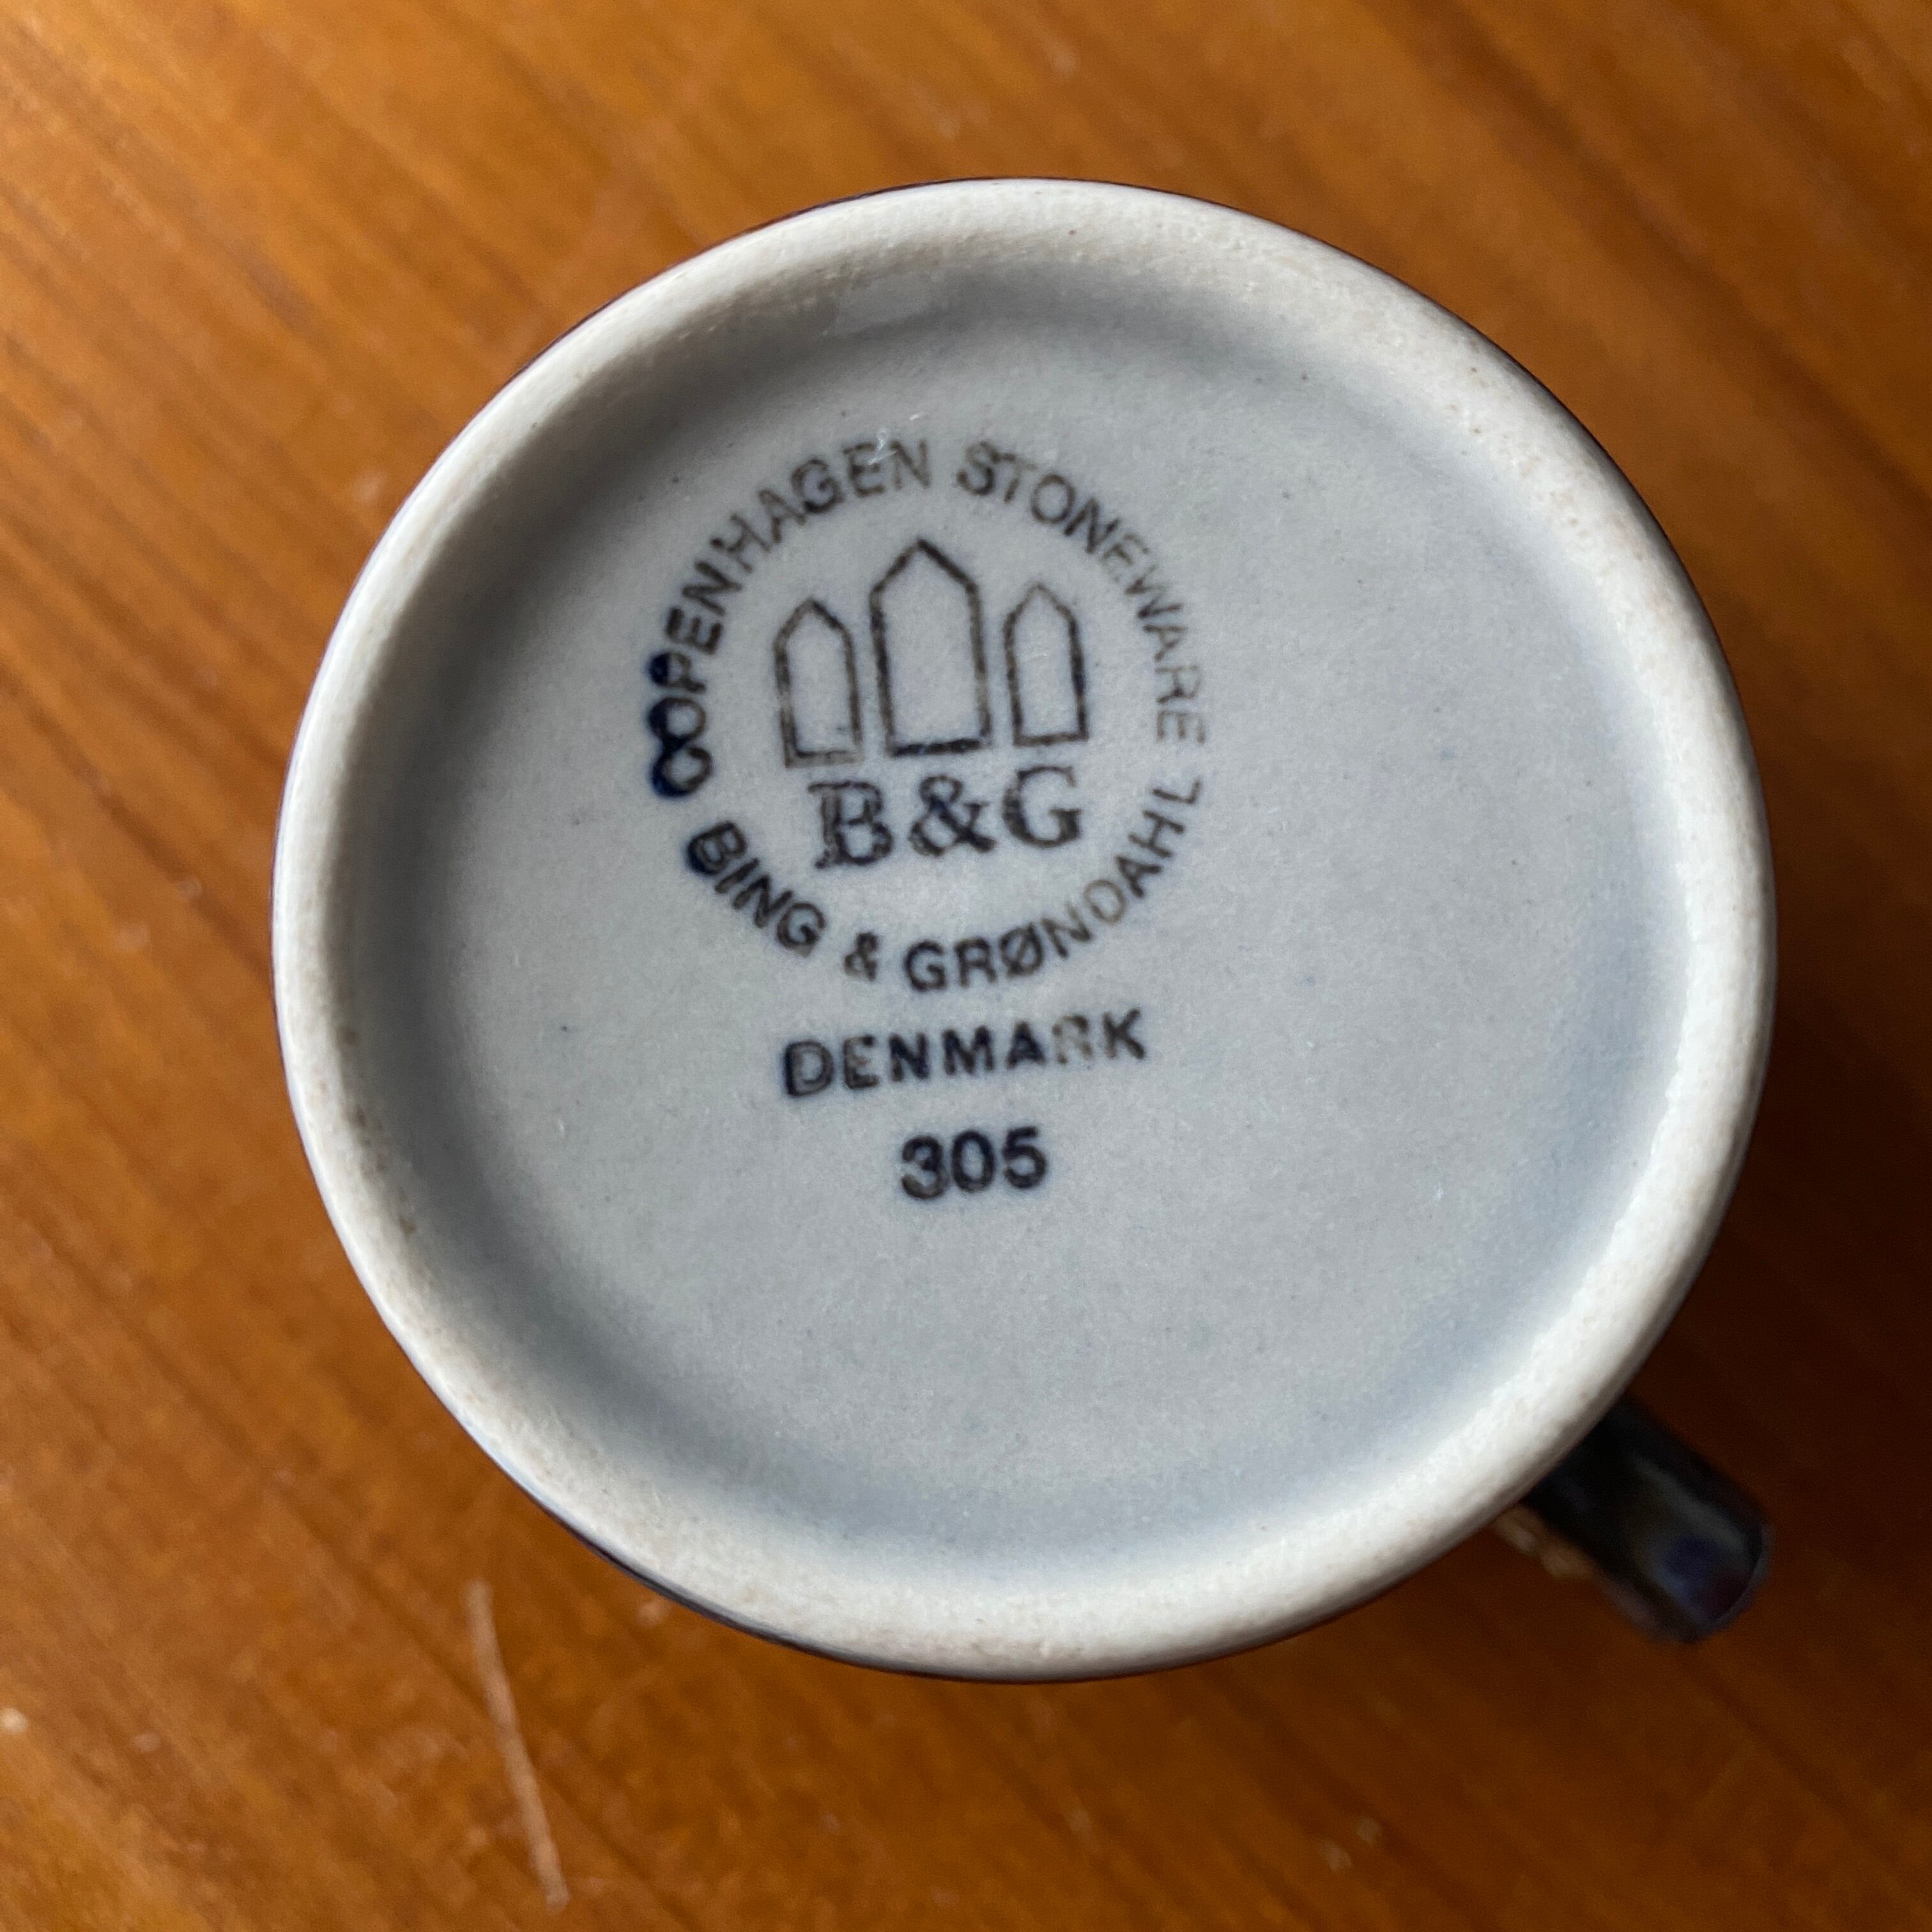 COPENHAGEN STONEWARE
B&G
BING & GRØNDAHL
DENMARK
305